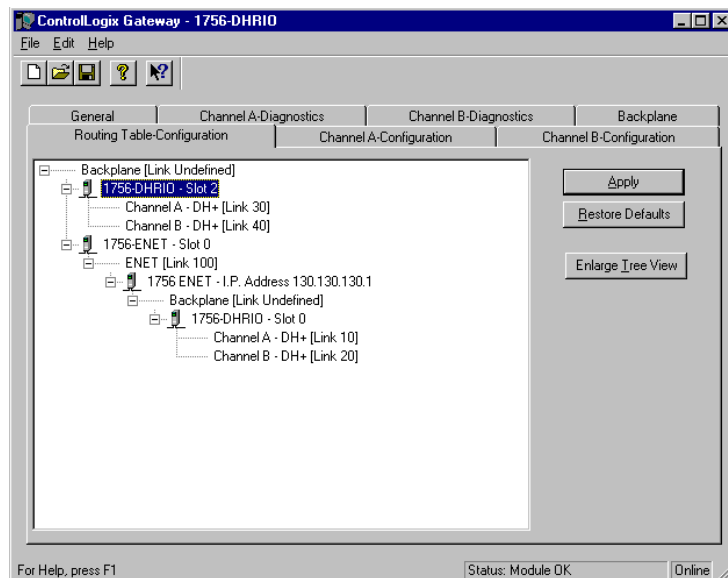 ControlLogix Gateway - 1756-DHRIO
File Edit Help
General Channel A-Diagnostics Channel B-Diagnostics Backplane
Routing Table-Configuration Channel A-Configuration Channel B-Configuration
Backplane [Link Undefined]
1756-DHRIO - Slot 2
Channel A - DH+ [Link 30]
Channel B - DH+ [Link 40]
1756-ENET - Slot 0
ENET [Link 100]
1756 ENET - I.P. Address 130.130.130.1
Backplane [Link Undefined]
1756-DHRIO - Slot 0
Channel A - DH+ [Link 10]
Channel B - DH+ [Link 20]
Apply
Restore Defaults
Enlarge Tree View
For Help, press F1 Status: Module OK Online